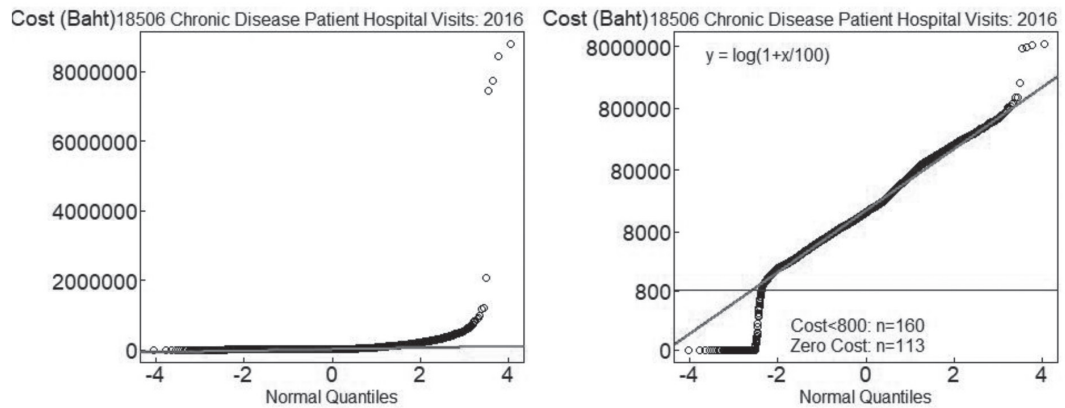 Cost (Baht) 18506 Chronic Disease Patient Hospital Visits: 2016
8000000
6000000
4000000
2000000
0
-4 -2 0 2 4
Normal Quantiles
Cost (Baht) 18506 Chronic Disease Patient Hospital Visits: 2016
y = log(1+x/100)
8000000
800000
80000
8000
800
0
Cost<800: n=160
Zero Cost: n=113
-4 -2 0 2 4
Normal Quantiles